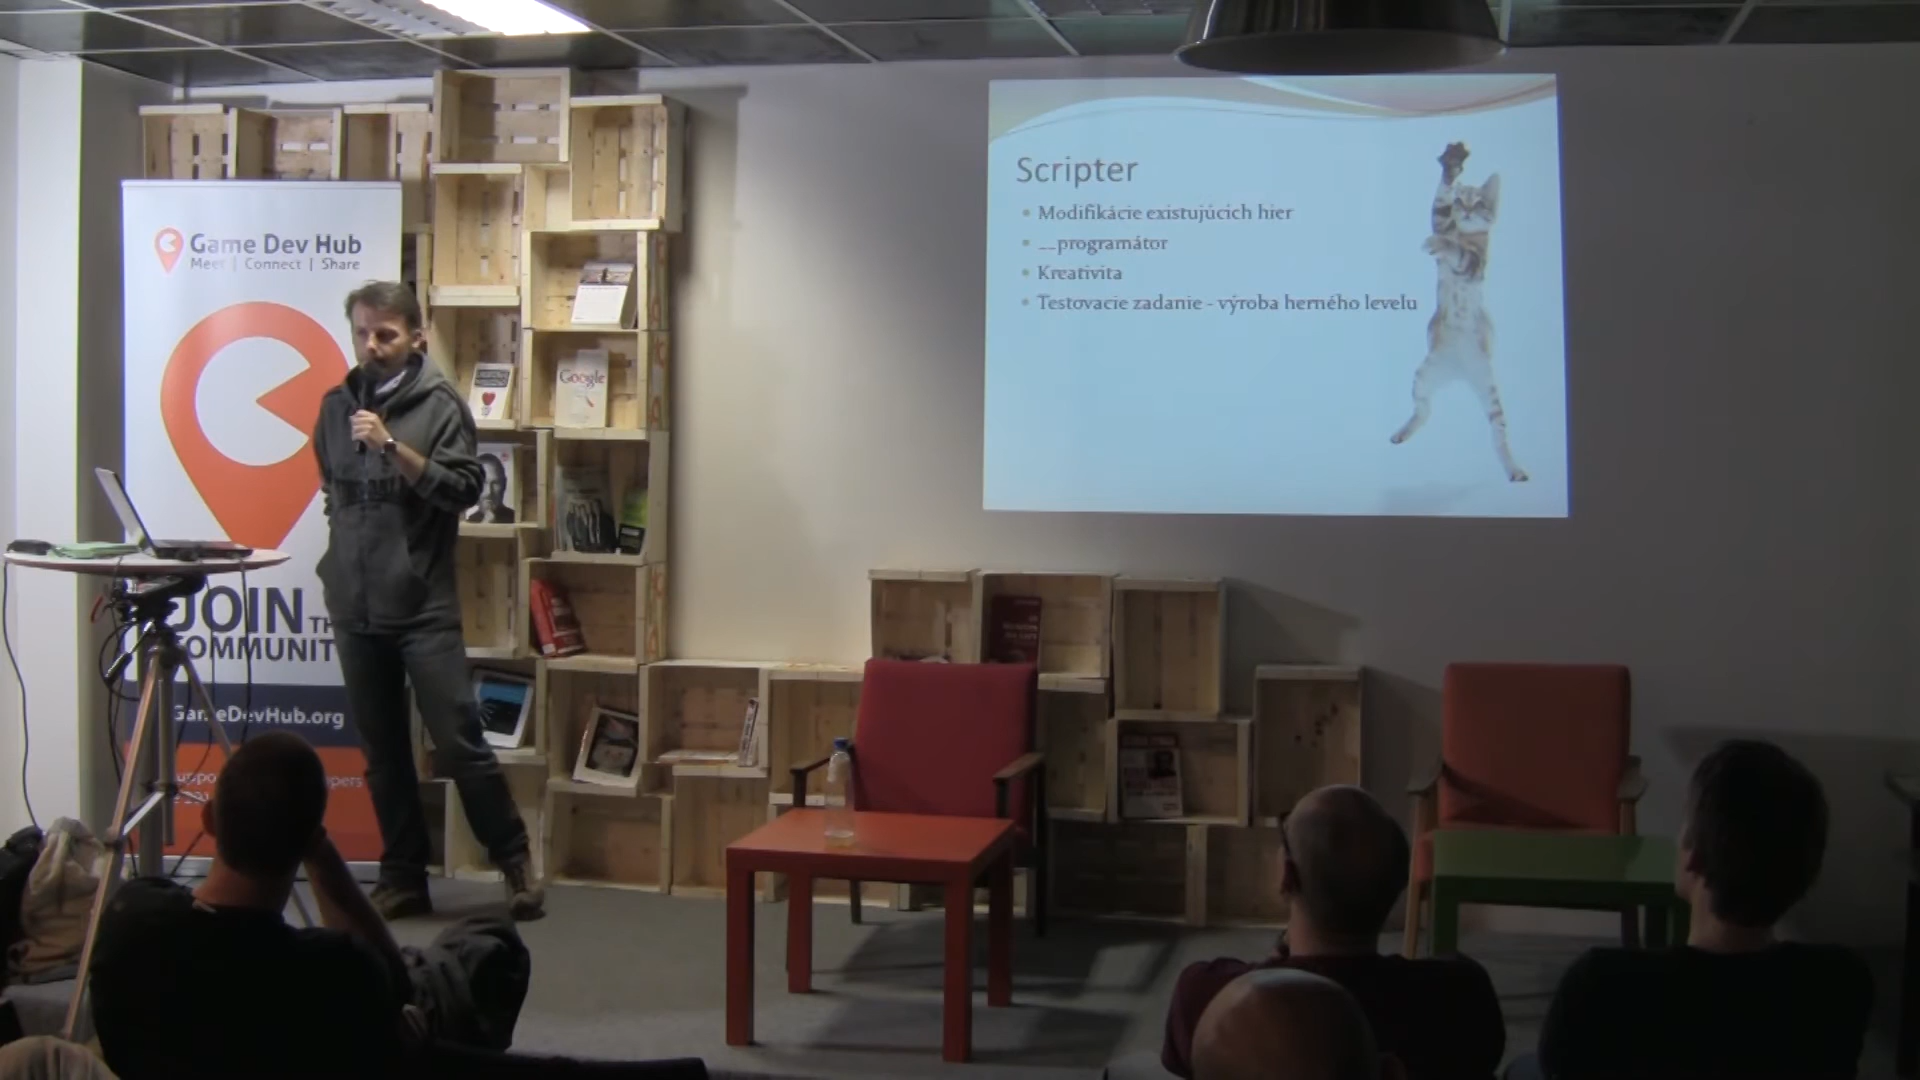 Game Dev Hub
Meet | Connect | Share
JOIN
COMMUNIT
GameDevHub.org
Google
Scripter
• Modifikácie existujúcich hier
• __programátor
• Kreativita
• Testovacie zadanie - výroba herného levelu